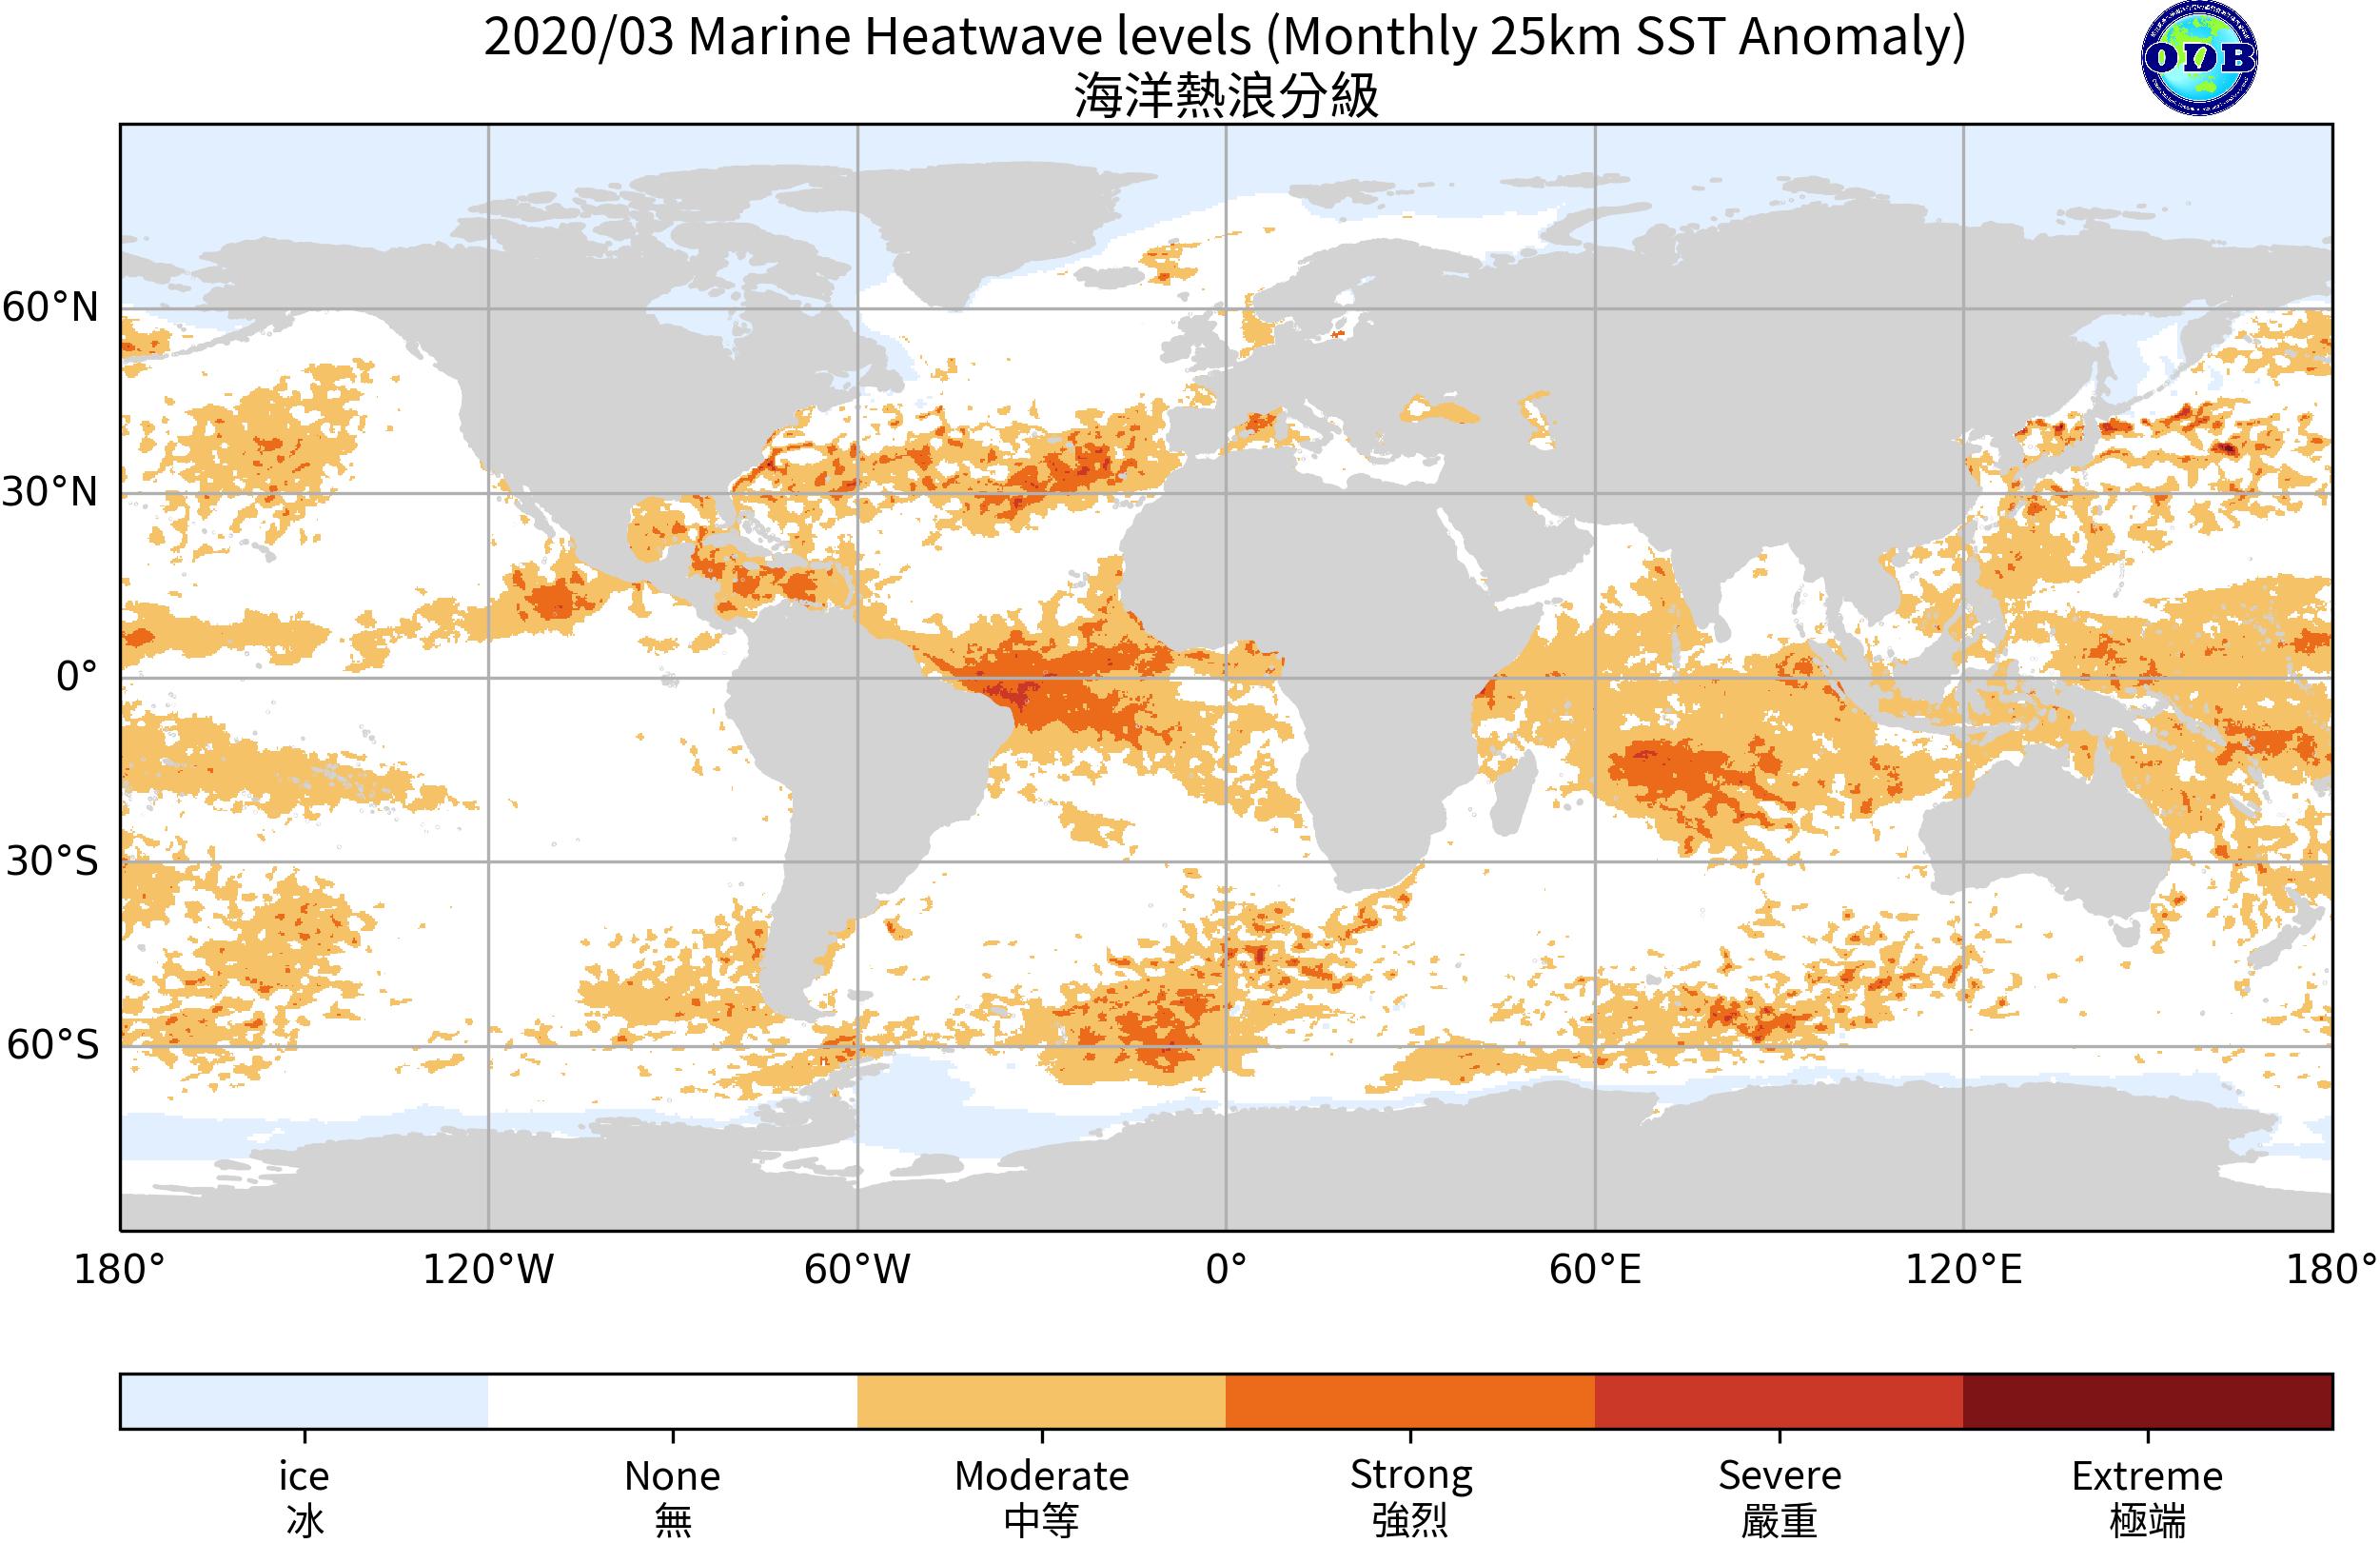 2020/03 Marine Heatwave levels (Monthly 25km SST Anomaly)
海洋熱浪分級
ODB
60°N
30°N
0°
30°S
60°S
180° 120°W 60°W 0° 60°E 120°E 180°
ice None Moderate Strong Severe Extreme
冰 無 中等 強烈 嚴重 極端